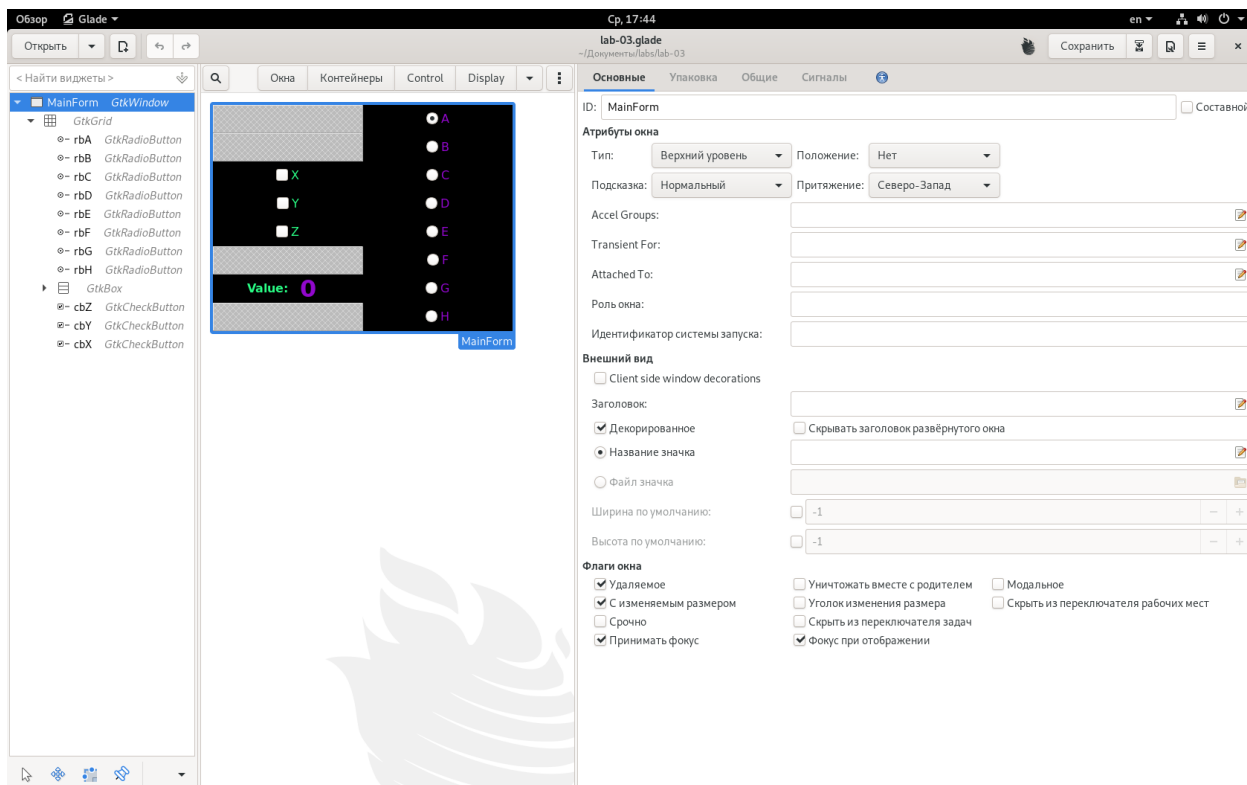 Обзор Glade Ср, 17:44 en
Открыть lab-03.glade Сохранить
~/Документы/labs/lab-03
< Найти виджеты > Окна Контейнеры Control Display Основные Упаковка Общие Сигналы
MainForm GtkWindow
GtkGrid
rbA GtkRadioButton
rbB GtkRadioButton
rbC GtkRadioButton
rbD GtkRadioButton
rbE GtkRadioButton
rbF GtkRadioButton
rbG GtkRadioButton
rbH GtkRadioButton
GtkBox
cbZ GtkCheckButton
cbY GtkCheckButton
cbX GtkCheckButton
A
B
X C
Y D
Z E
F
Value: 0 G
H
MainForm
ID: MainForm Составной
Атрибуты окна
Тип: Верхний уровень Положение: Нет
Подсказка: Нормальный Притяжение: Северо-Запад
Accel Groups:
Transient For:
Attached To:
Роль окна:
Идентификатор системы запуска:
Внешний вид
Client side window decorations
Заголовок:
Декорированное Скрывать заголовок развёрнутого окна
Название значка
Файл значка
Ширина по умолчанию: -1
Высота по умолчанию: -1
Флаги окна
Удаляемое Уничтожать вместе с родителем Модальное
С изменяемым размером Уголок изменения размера Скрыть из переключателя рабочих мест
Срочно Скрыть из переключателя задач
Принимать фокус Фокус при отображении